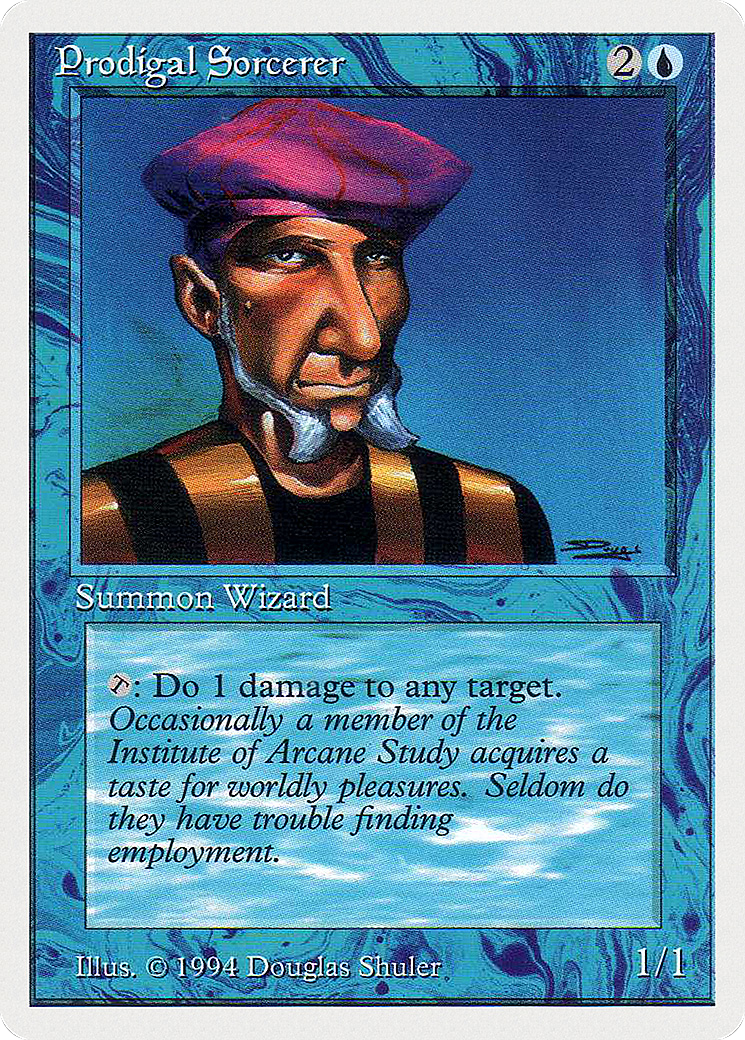 Prodigal Sorcerer 2
Summon Wizard
T: Do 1 damage to any target.
Occasionally a member of the
Institute of Arcane Study acquires a
taste for worldly pleasures. Seldom do
they have trouble finding
employment.
Illus. © 1994 Douglas Shuler 1/1